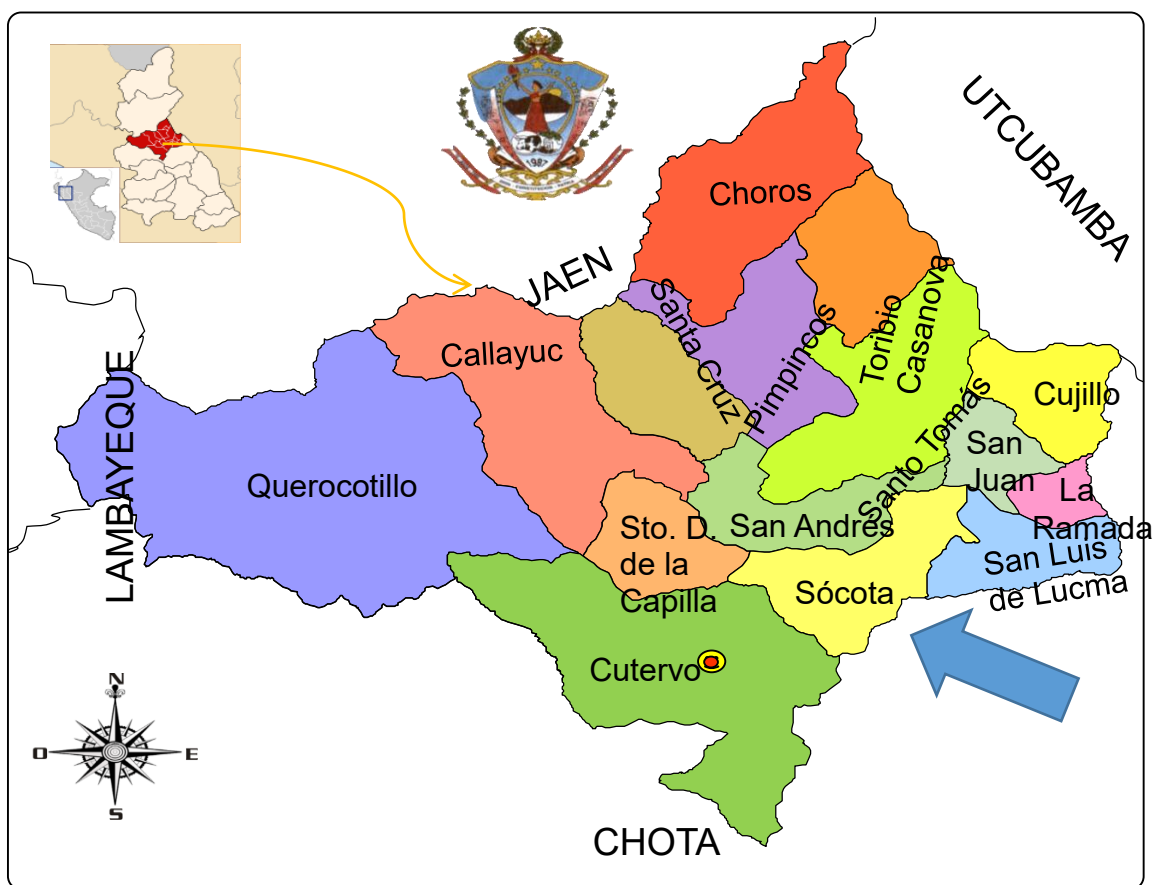 UTCUBAMBA
1987
Choros
JAEN
Santa Cruz
Pimpincos
Toribio
Casanova
Callayuc
LAMBAYEQUE
Cujillo
Santo Tomás
San
Juan
Querocotillo
La
Ramada
Sto. D.
de la
Capilla
San Andrés
San Luis
de Lucma
Sócota
Cutervo
N
O
E
S
CHOTA